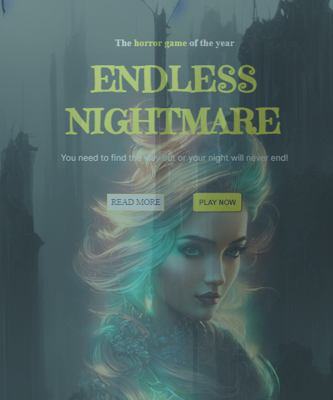 The horror game of the year
ENDLESS
NIGHTMARE
You need to find the way out or your night will never end!
READ MORE
PLAY NOW